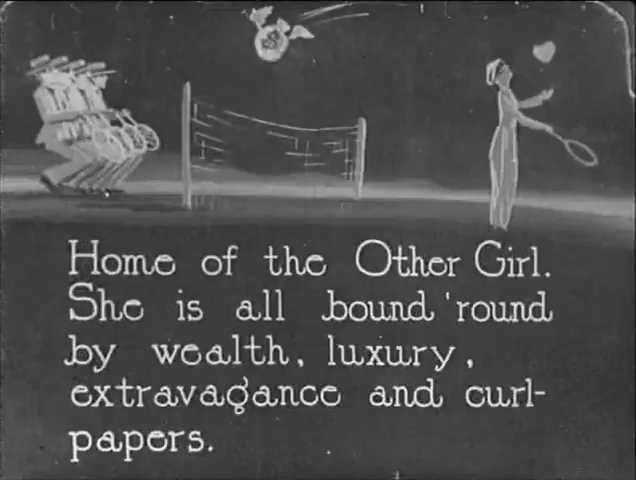 $
Home of the Other Girl.
She is all bound 'round
by wealth, luxury,
extravagance and curl-
papers.